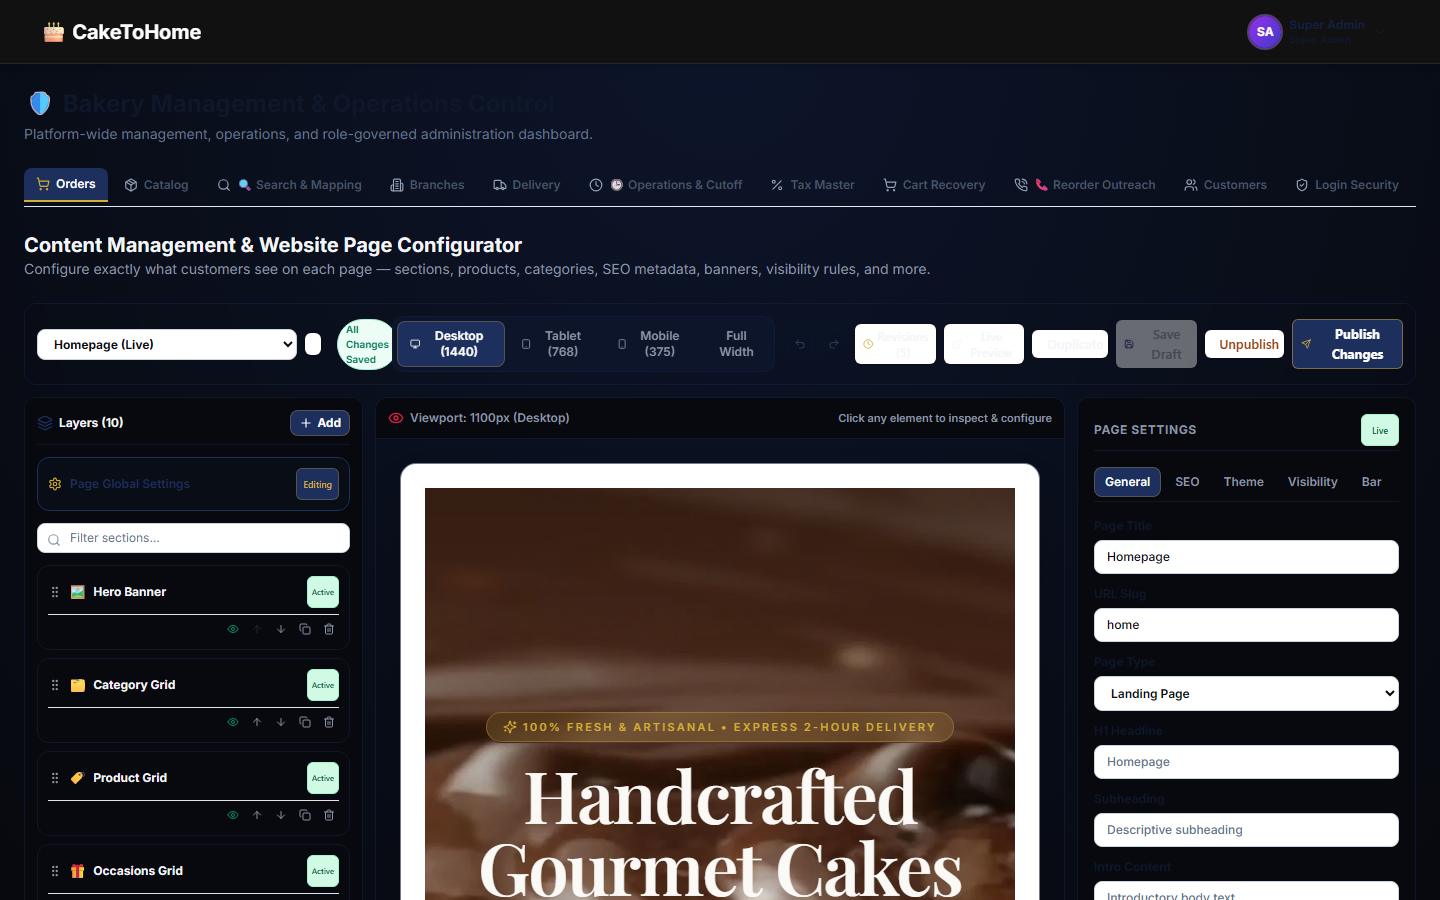 CakeToHome
SA
Super Admin
Super Admin
Bakery Management & Operations Control
Platform-wide management, operations, and role-governed administration dashboard.
Orders
Catalog
Search & Mapping
Branches
Delivery
Operations & Cutoff
Tax Master
Cart Recovery
Reorder Outreach
Customers
Login Security
Content Management & Website Page Configurator
Configure exactly what customers see on each page — sections, products, categories, SEO metadata, banners, visibility rules, and more.
Homepage (Live)
All
Changes
Saved
Desktop
(1440)
Tablet
(768)
Mobile
(375)
Full
Width
Revisions
(5)
Live
Preview
Duplicate
Save
Draft
Unpublish
Publish
Changes
Layers (10)
Add
Page Global Settings
Editing
Filter sections...
Hero Banner
Active
Category Grid
Active
Product Grid
Active
Occasions Grid
Active
Viewport: 1100px (Desktop)
Click any element to inspect & configure
100% FRESH & ARTISANAL • EXPRESS 2-HOUR DELIVERY
Handcrafted
Gourmet Cakes
PAGE SETTINGS
Live
General
SEO
Theme
Visibility
Bar
Page Title
Homepage
URL Slug
home
Page Type
Landing Page
H1 Headline
Homepage
Subheading
Descriptive subheading
Intro Content
Introductory body text